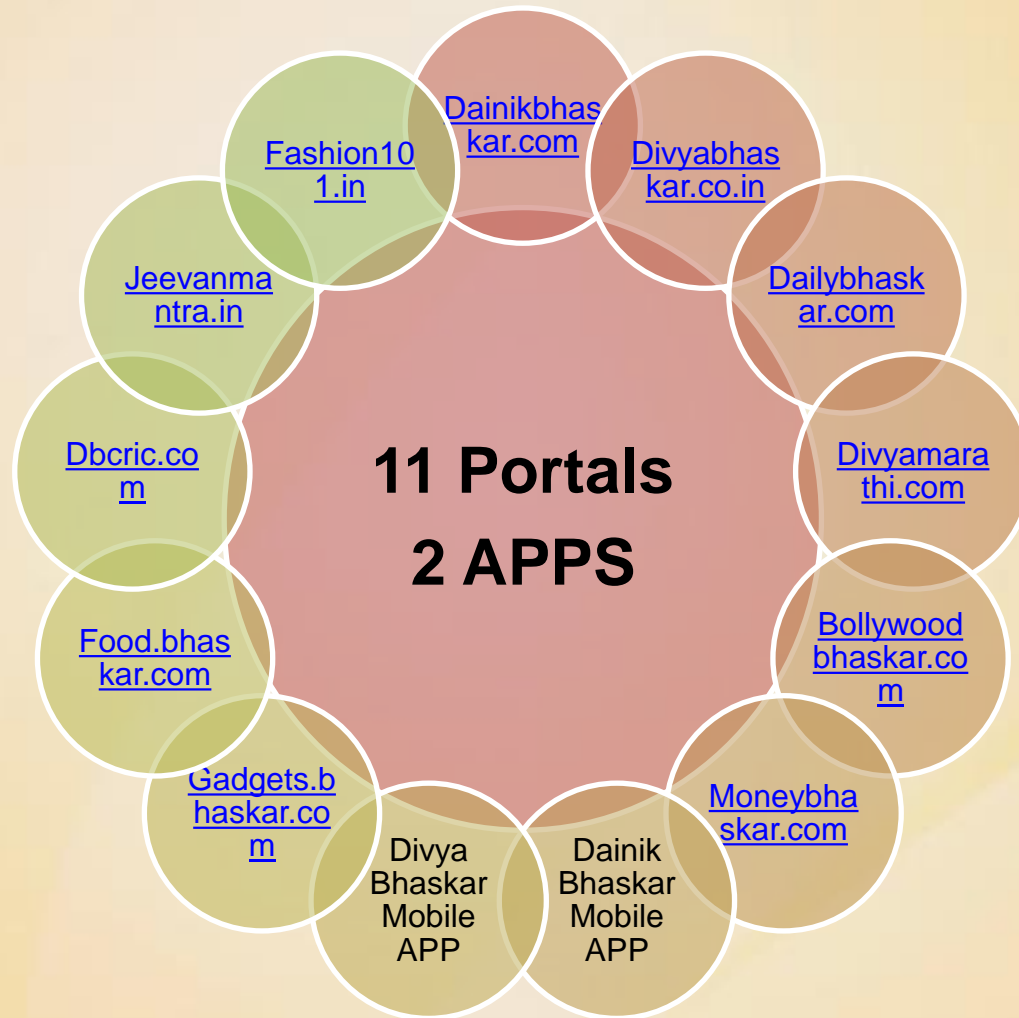 Dainikbhas
kar.com
Divyabhas
kar.co.in
Dailybhask
ar.com
Divyamara
thi.com
Bollywood
bhaskar.co
m
Moneybha
skar.com
Dainik
Bhaskar
Mobile
APP
Divya
Bhaskar
Mobile
APP
Gadgets.b
haskar.co
m
Food.bhas
kar.com
Dbcric.co
m
Jeevanma
ntra.in
Fashion10
1.in
11 Portals
2 APPS